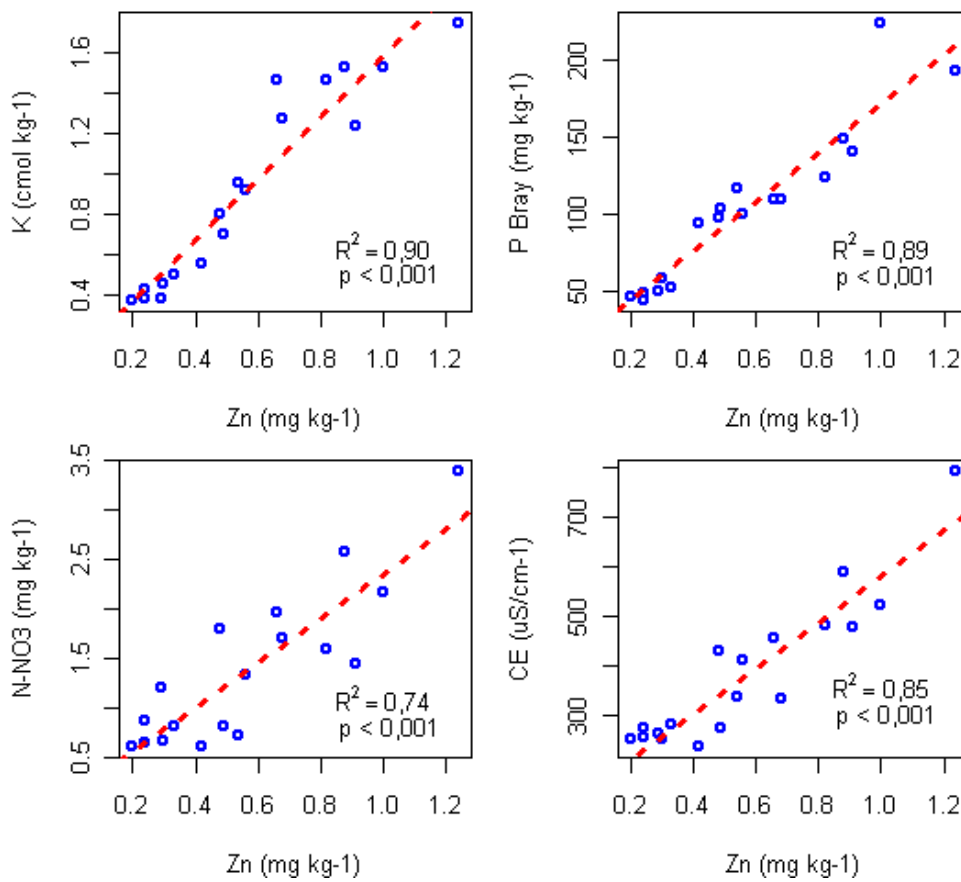 K (cmol kg-1)
1.6
1.2
0.8
0.4
R² = 0,90
p < 0,001
0.2 0.4 0.6 0.8 1.0 1.2
Zn (mg kg-1)
P Bray (mg kg-1)
200
150
100
50
R² = 0,89
p < 0,001
0.2 0.4 0.6 0.8 1.0 1.2
Zn (mg kg-1)
N-NO3 (mg kg-1)
3.5
2.5
1.5
0.5
R² = 0,74
p < 0,001
0.2 0.4 0.6 0.8 1.0 1.2
Zn (mg kg-1)
CE (uS/cm-1)
700
500
300
R² = 0,85
p < 0,001
0.2 0.4 0.6 0.8 1.0 1.2
Zn (mg kg-1)